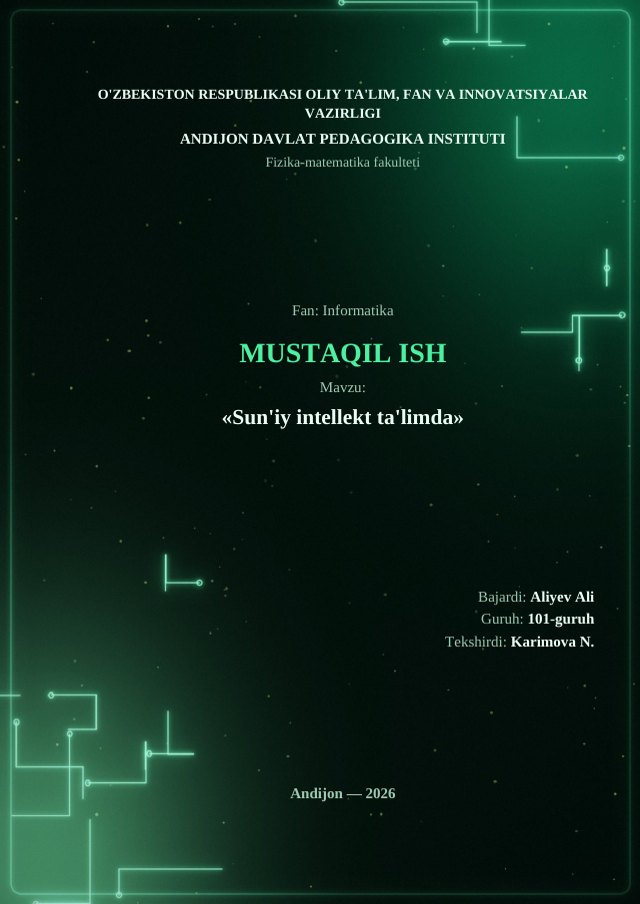 O'ZBEKISTON RESPUBLIKASI OLIY TA'LIM, FAN VA INNOVATSIYALAR
VAZIRLIGI
ANDIJON DAVLAT PEDAGOGIKA INSTITUTI
Fizika-matematika fakulteti
Fan: Informatika
MUSTAQIL ISH
Mavzu:
«Sun'iy intellekt ta'limda»
Bajardi: Aliyev Ali
Guruh: 101-guruh
Tekshirdi: Karimova N.
Andijon — 2026